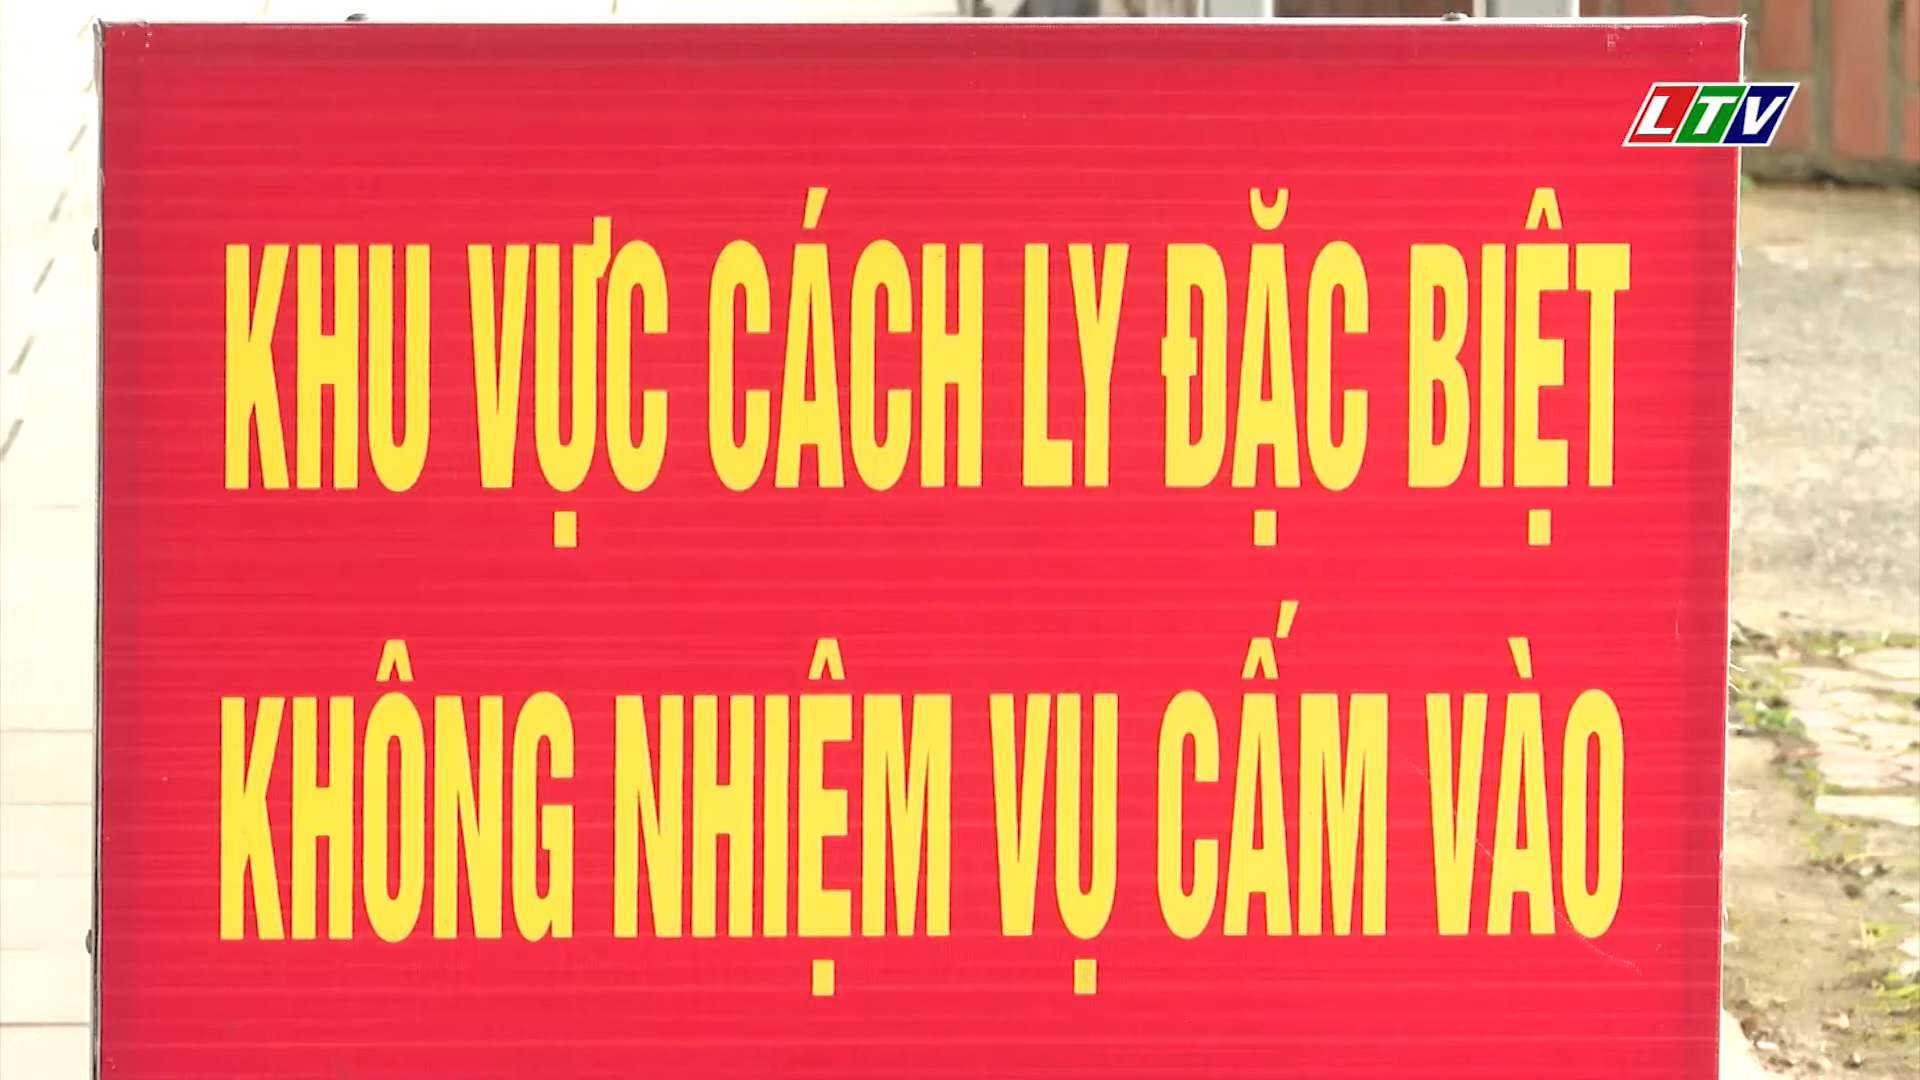 LTV
KHU VỰC CÁCH LY ĐẶC BIỆT
KHÔNG NHIỆM VỤ CẤM VÀO